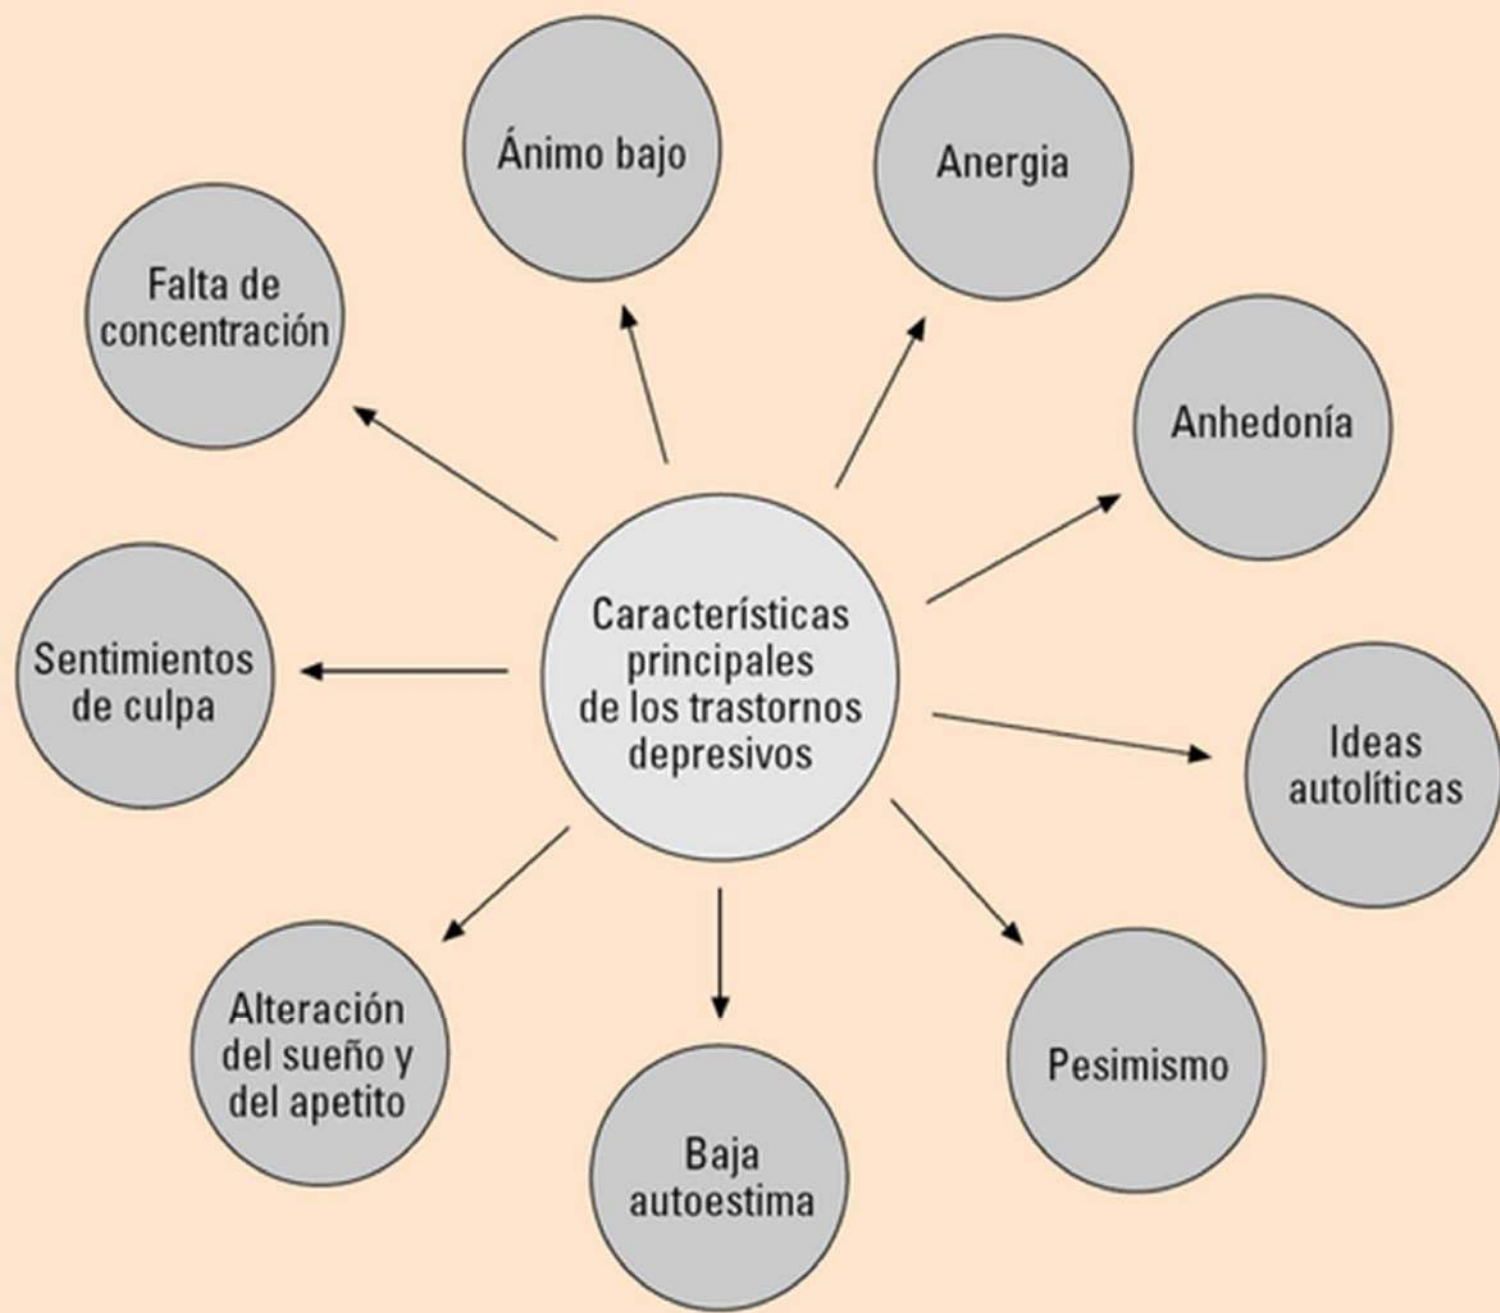 Ánimo bajo
Anergia
Falta de
concentración
Anhedonía
Características
principales
de los trastornos
depresivos
Sentimientos
de culpa
Ideas
autolíticas
Alteración
del sueño y
del apetito
Pesimismo
Baja
autoestima